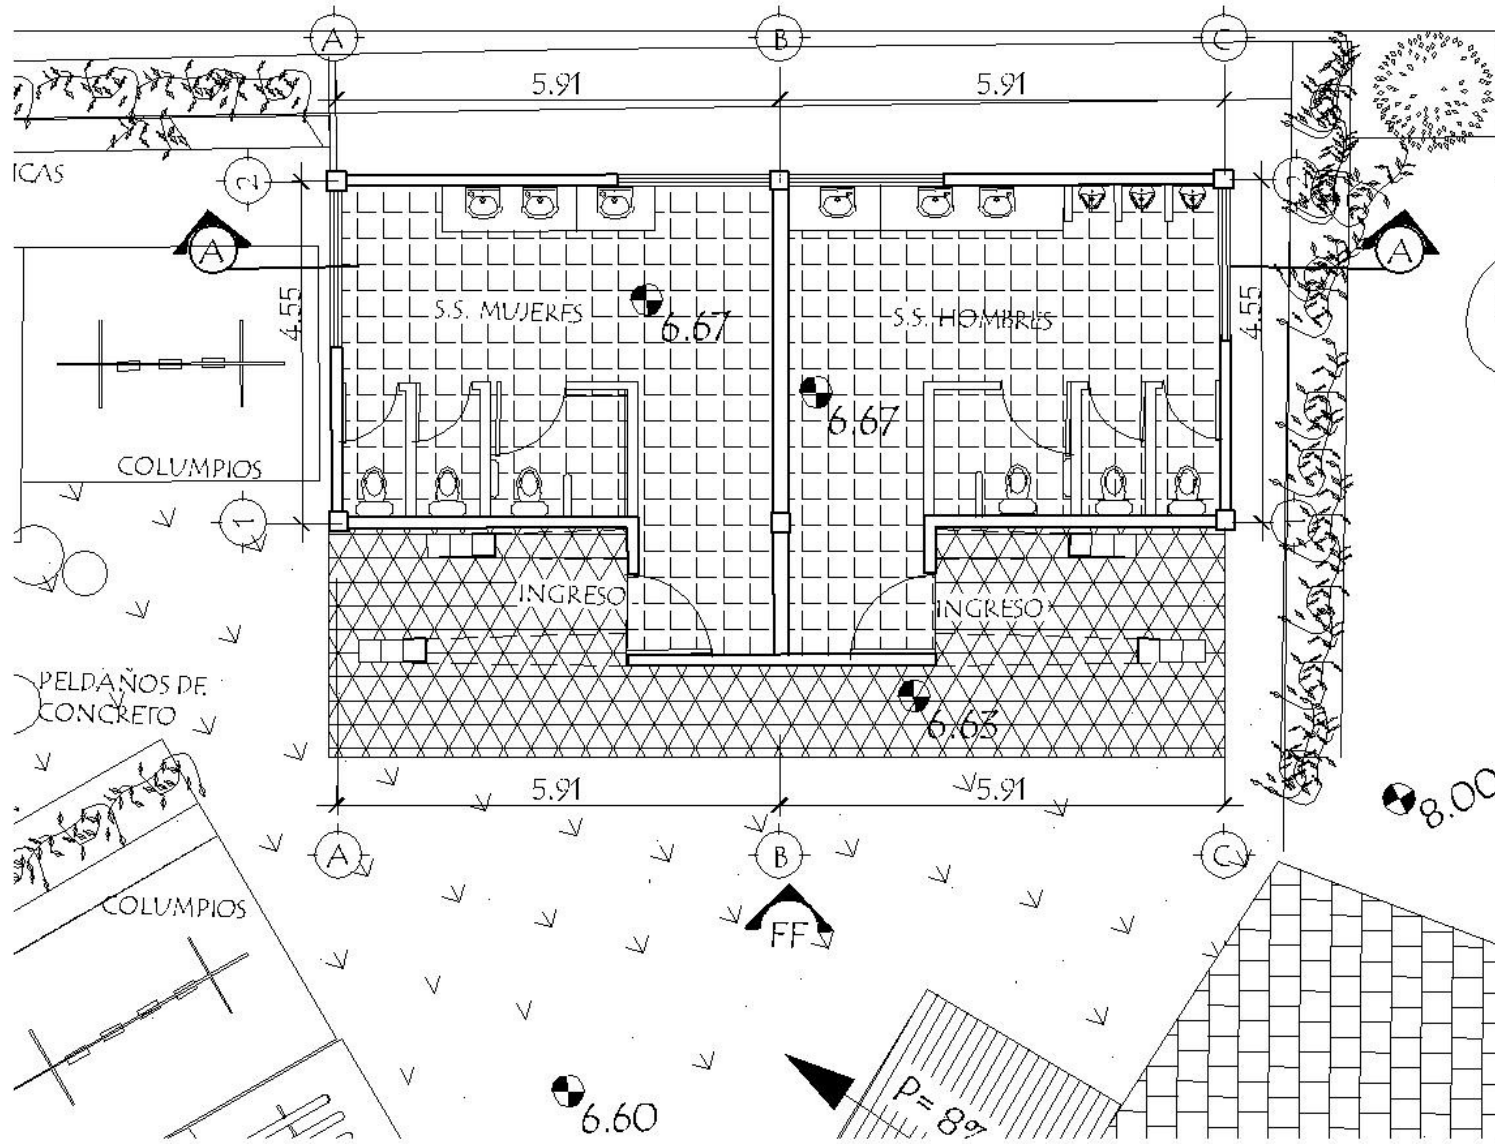 A B C
5.91 5.91
ICAS
2
A A
4.55 4.55
S.S. MUJERES
6.67
S.S. HOMBRES
6.67
COLUMPIOS
1
INGRESO
INGRESO
PELDAÑOS DE
CONCRETO
6.63
5.91 5.91
8.00
A B C
COLUMPIOS
FF
6.60
P= 8%